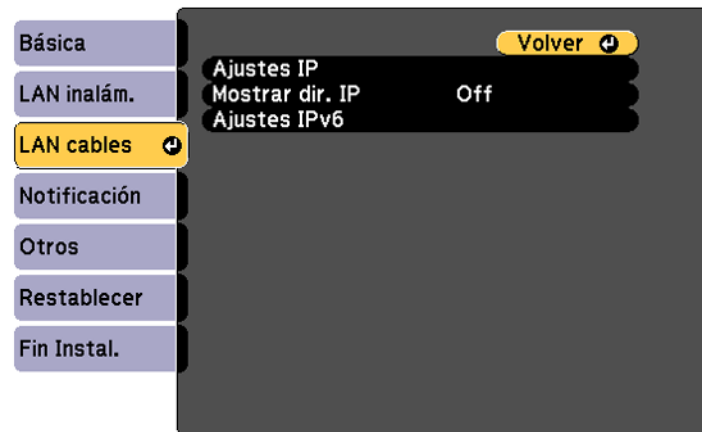 Básica
LAN inalám.
LAN cables
Notificación
Otros
Restablecer
Fin Instal.
Volver
Ajustes IP
Mostrar dir. IP Off
Ajustes IPv6